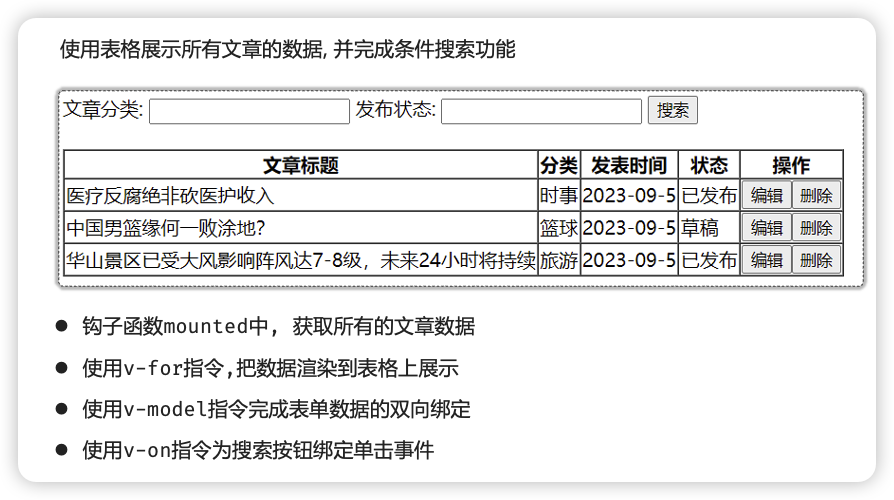 使用表格展示所有文章的数据, 并完成条件搜索功能
文章分类: 发布状态: 搜索
文章标题 分类 发表时间 状态 操作
医疗反腐绝非砍医护收入 时事 2023-09-5 已发布 编辑 删除
中国男篮缘何一败涂地? 篮球 2023-09-5 草稿 编辑 删除
华山景区已受大风影响阵风达7-8级，未来24小时将持续 旅游 2023-09-5 已发布 编辑 删除
● 钩子函数mounted中, 获取所有的文章数据
● 使用v-for指令,把数据渲染到表格上展示
● 使用v-model指令完成表单数据的双向绑定
● 使用v-on指令为搜索按钮绑定单击事件